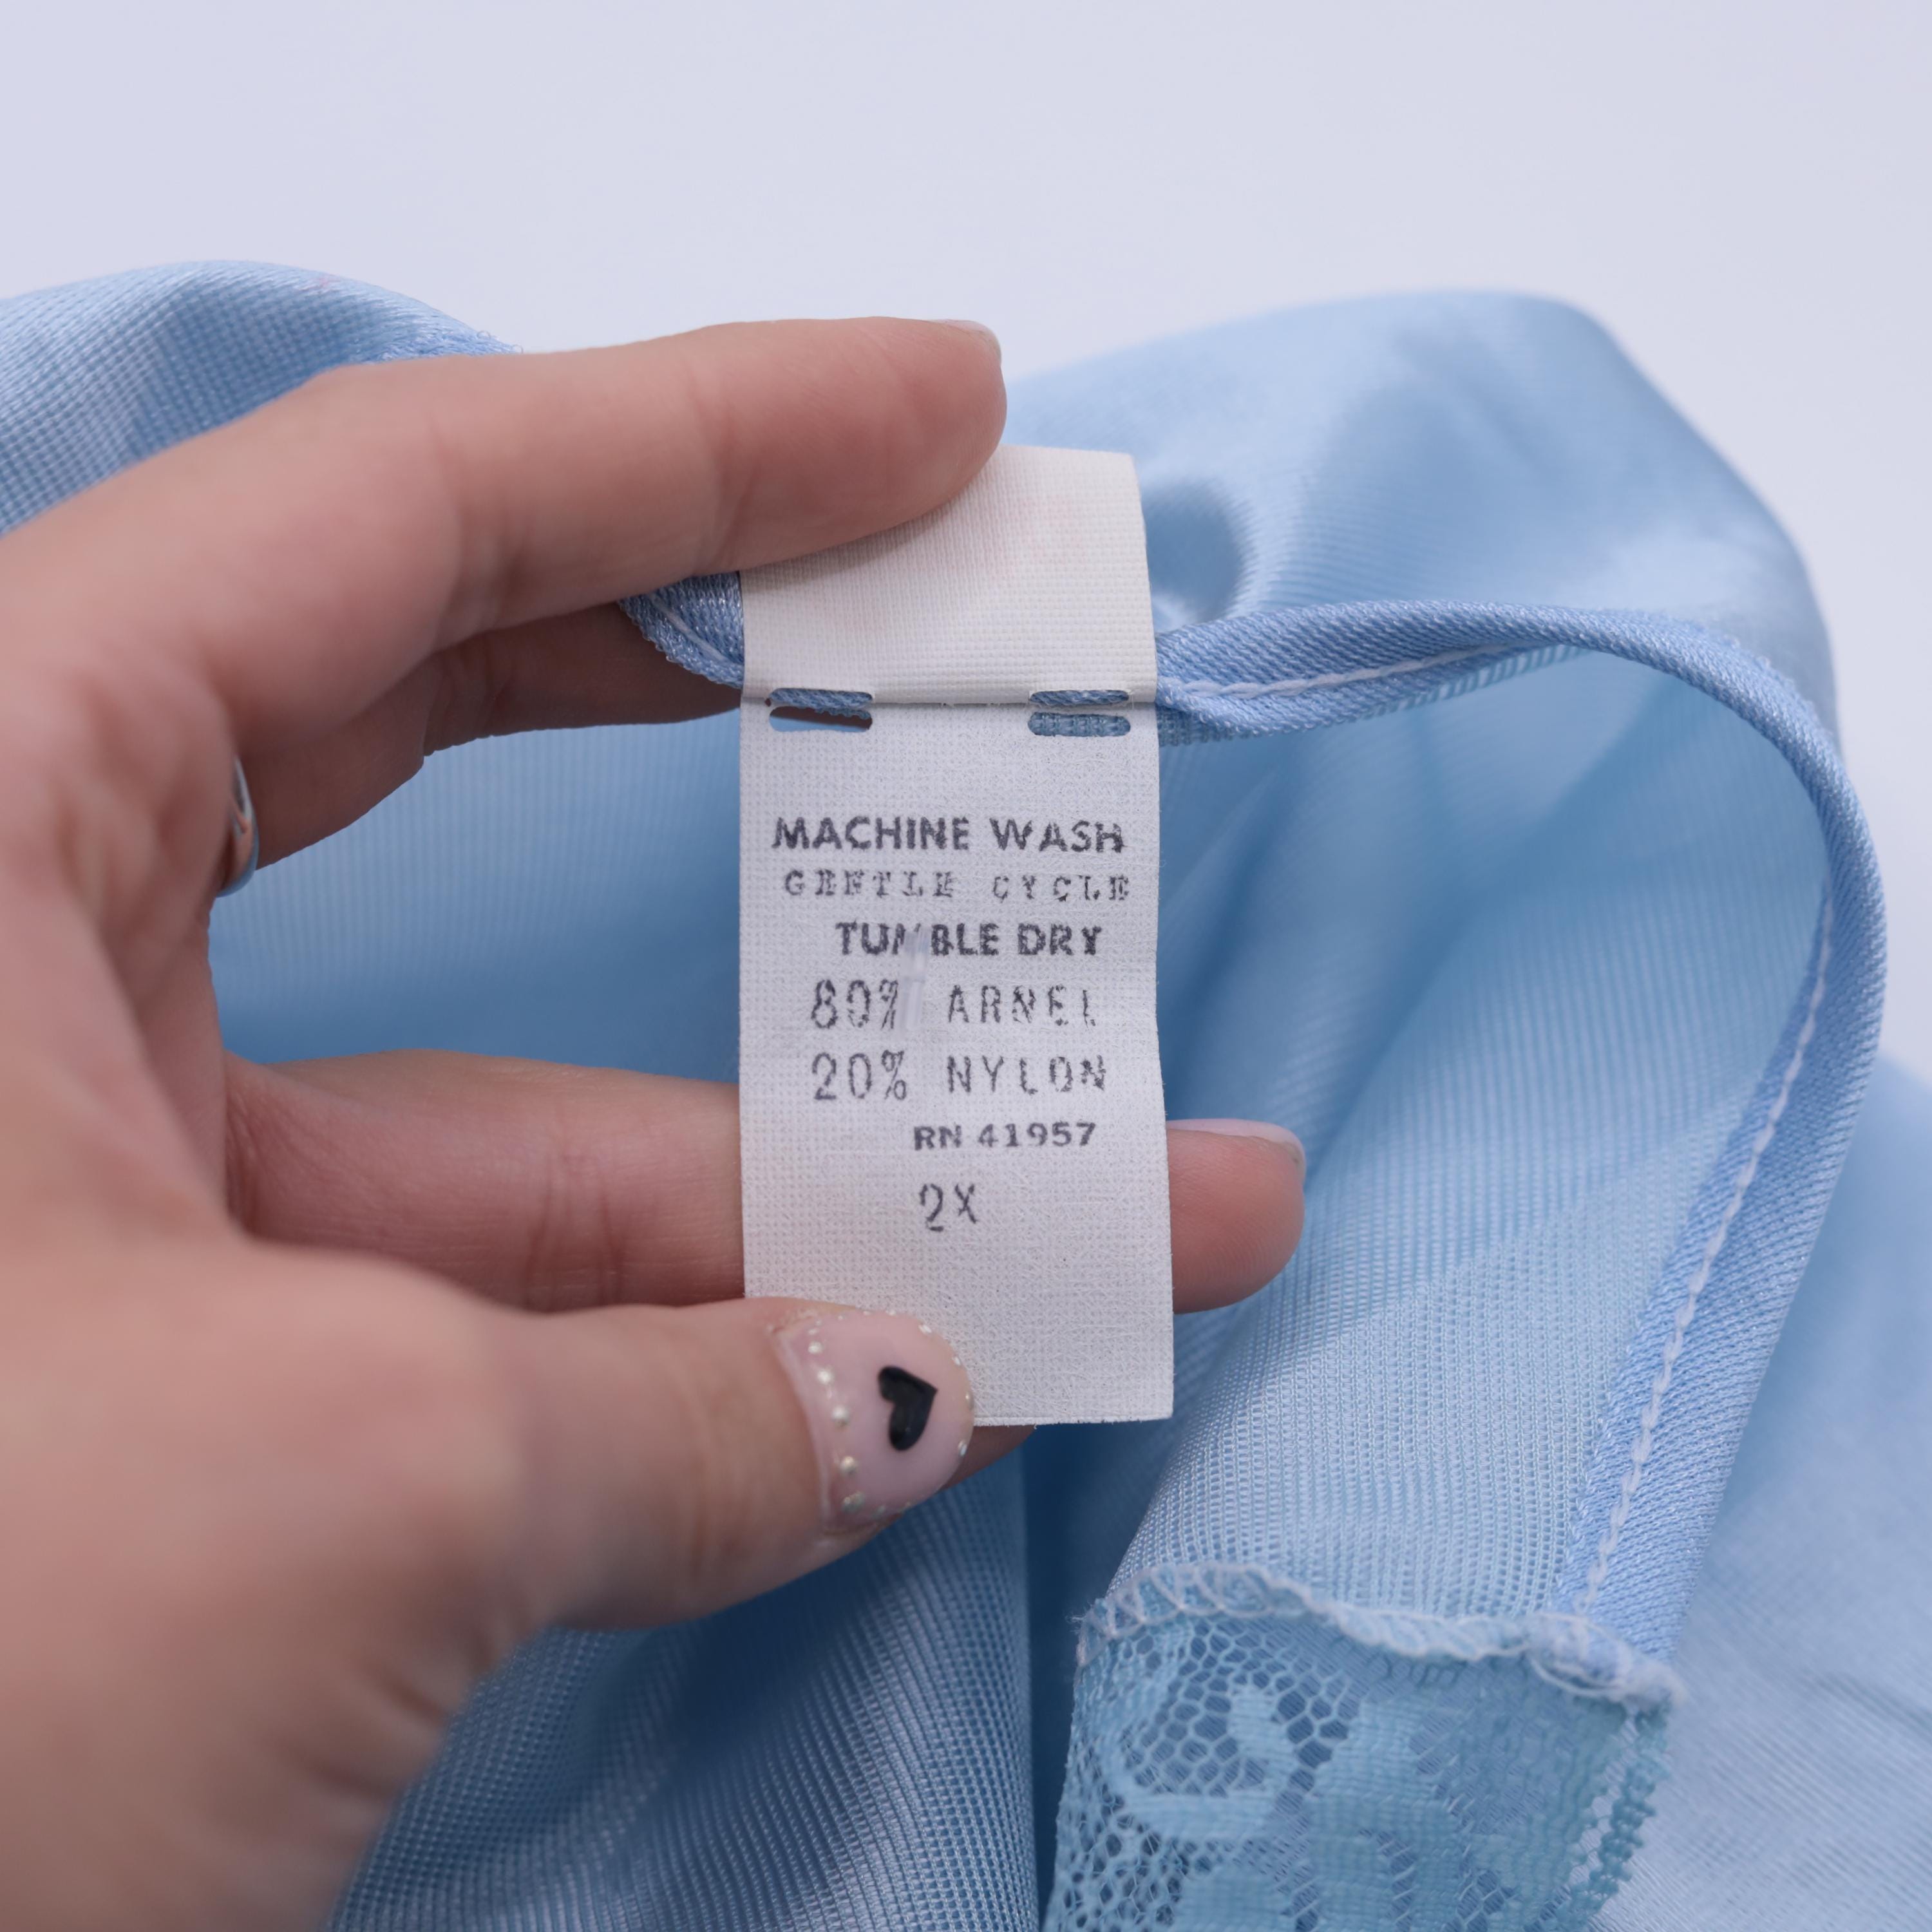 MACHINE WASH
GENTLE CYCLE
TUMBLE DRY
80% ARNEL
20% NYLON
RN 41957
2X